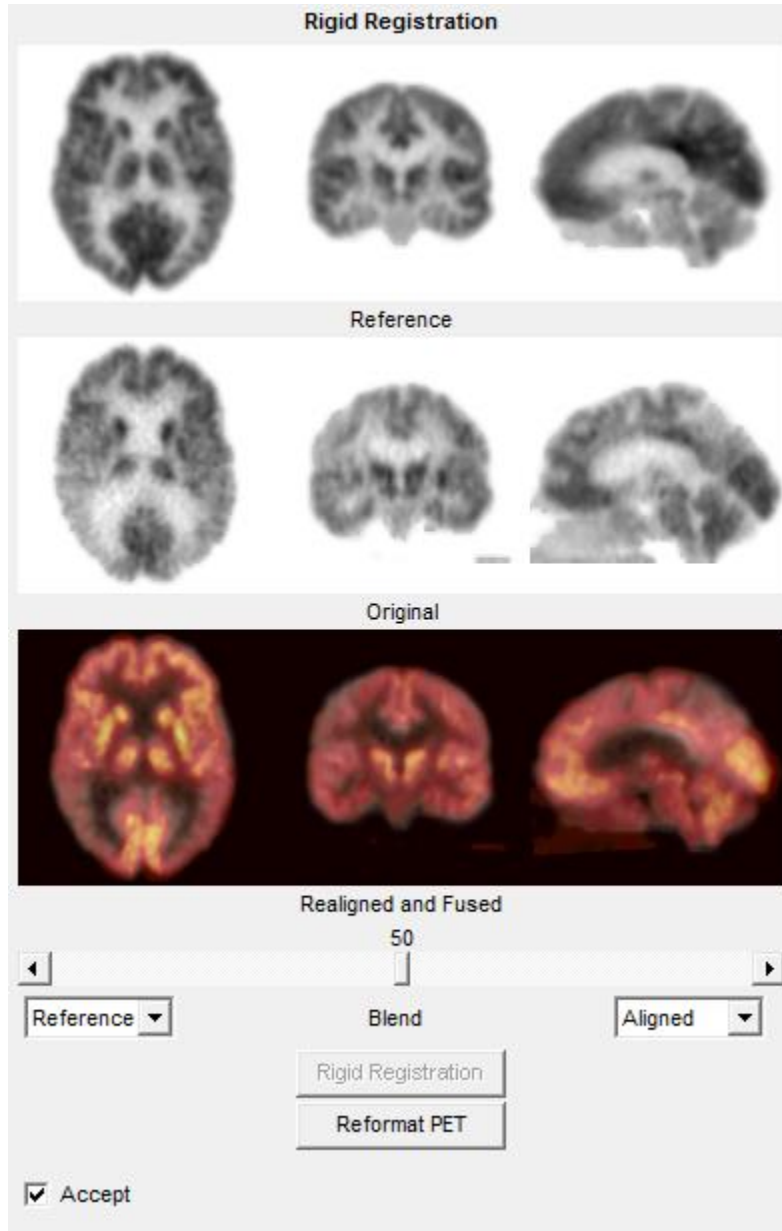 Rigid Registration
Reference
Original
Realigned and Fused
50
Reference Blend Aligned
Rigid Registration
Reformat PET
Accept